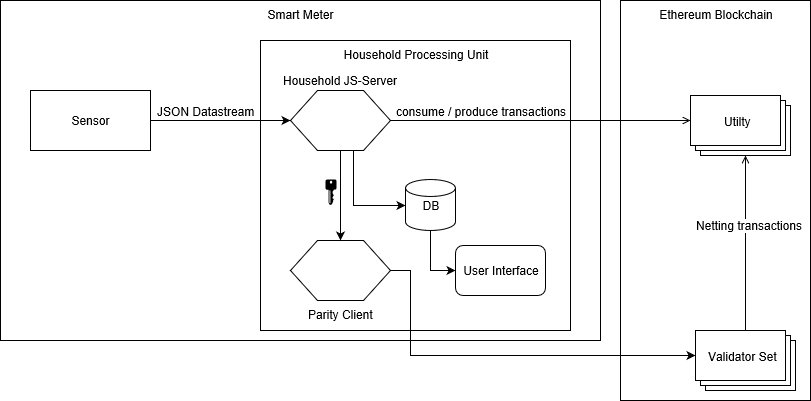 Smart Meter
Ethereum Blockchain
Household Processing Unit
Household JS-Server
Sensor
JSON Datastream
consume / produce transactions
Utilty
DB
Netting transactions
User Interface
Parity Client
Validator Set